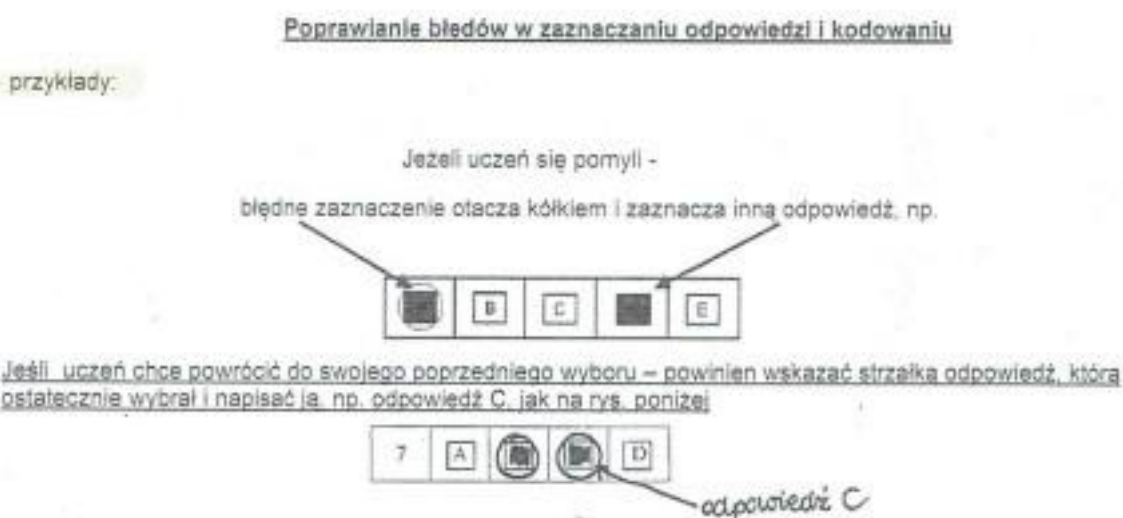 Poprawianie błędów w zaznaczaniu odpowiedzi i kodowaniu
przykłady:
Jeżeli uczeń się pomyli -
błędne zaznaczenie otacza kółkiem i zaznacza inną odpowiedź, np.
B C E
Jeśli uczeń chce powrócić do swojego poprzedniego wyboru – powinien wskazać strzałką odpowiedź, którą
ostatecznie wybrał i napisać ją, np. odpowiedź C, jak na rys. poniżej
7 A D
odpowiedź C